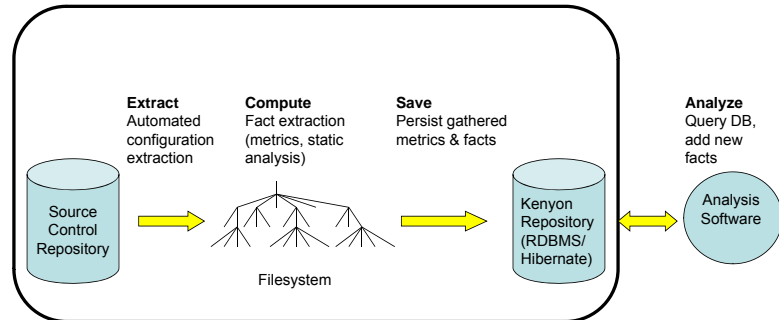 Extract
Automated
configuration
extraction
Compute
Fact extraction
(metrics, static
analysis)
Save
Persist gathered
metrics & facts
Analyze
Query DB,
add new
facts
Source
Control
Repository
Filesystem
Kenyon
Repository
(RDBMS/
Hibernate)
Analysis
Software